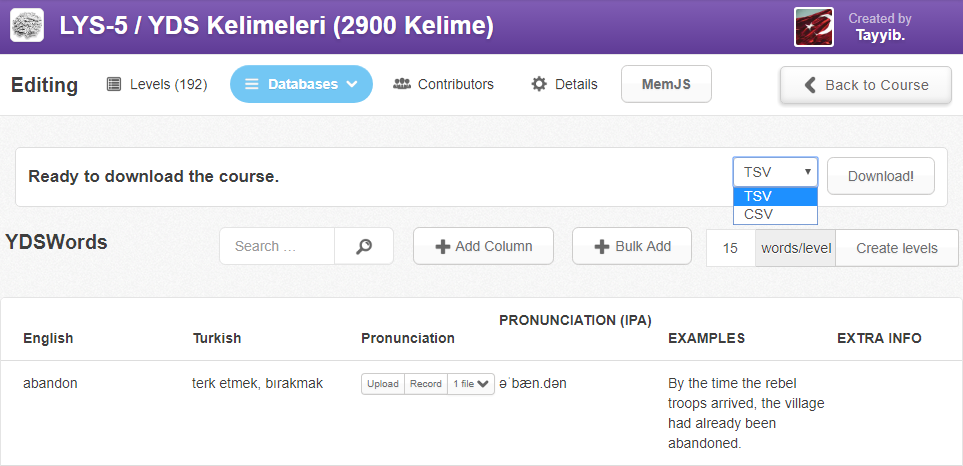 LYS-5 / YDS Kelimeleri (2900 Kelime)
Created by
Tayyib.
Editing
Levels (192)
Databases
Contributors
Details
MemJS
Back to Course
Ready to download the course.
TSV
Download!
TSV
CSV
YDSWords
Search ...
Add Column
Bulk Add
15
words/level
Create levels
English
Turkish
Pronunciation
PRONUNCIATION (IPA)
EXAMPLES
EXTRA INFO
abandon
terk etmek, bırakmak
Upload
Record
1 file
əˈbæn.dən
By the time the rebel
troops arrived, the village
had already been
abandoned.